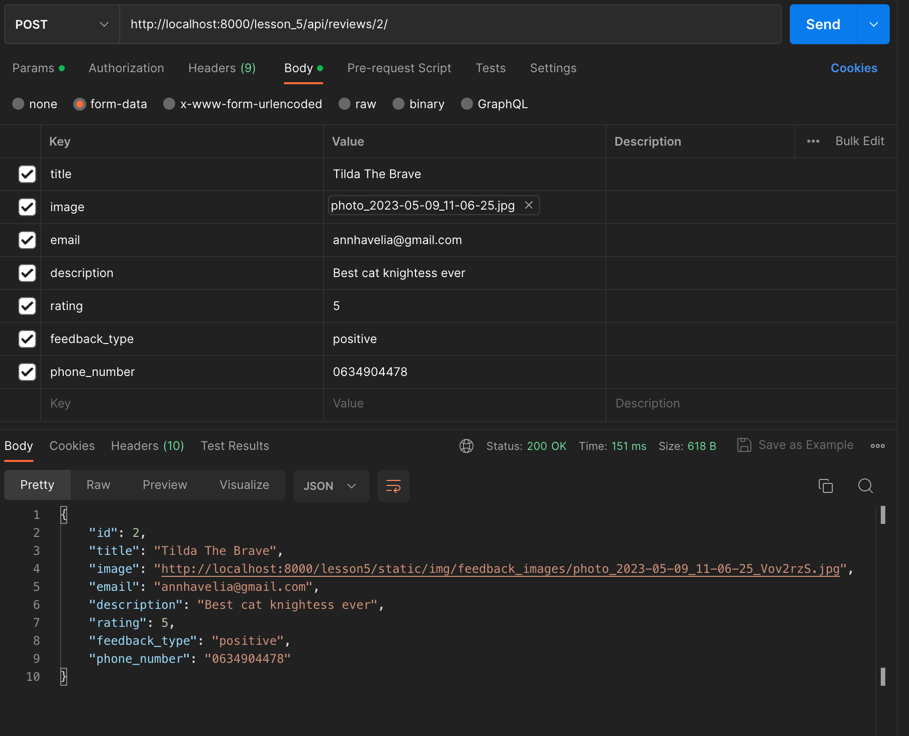 POST http://localhost:8000/lesson_5/api/reviews/2/ Send
Params Authorization Headers (9) Body Pre-request Script Tests Settings Cookies
none form-data x-www-form-urlencoded raw binary GraphQL
Key Value Description ••• Bulk Edit
title Tilda The Brave
image photo_2023-05-09_11-06-25.jpg
email annhavelia@gmail.com
description Best cat knightess ever
rating 5
feedback_type positive
phone_number 0634904478
Key Value Description
Body Cookies Headers (10) Test Results Status: 200 OK Time: 151 ms Size: 618 B Save as Example
Pretty Raw Preview Visualize JSON
1 {
2 "id": 2,
3 "title": "Tilda The Brave",
4 "image": "http://localhost:8000/lesson5/static/img/feedback_images/photo_2023-05-09_11-06-25_Vov2rzS.jpg",
5 "email": "annhavelia@gmail.com",
6 "description": "Best cat knightess ever",
7 "rating": 5,
8 "feedback_type": "positive",
9 "phone_number": "0634904478"
10 }